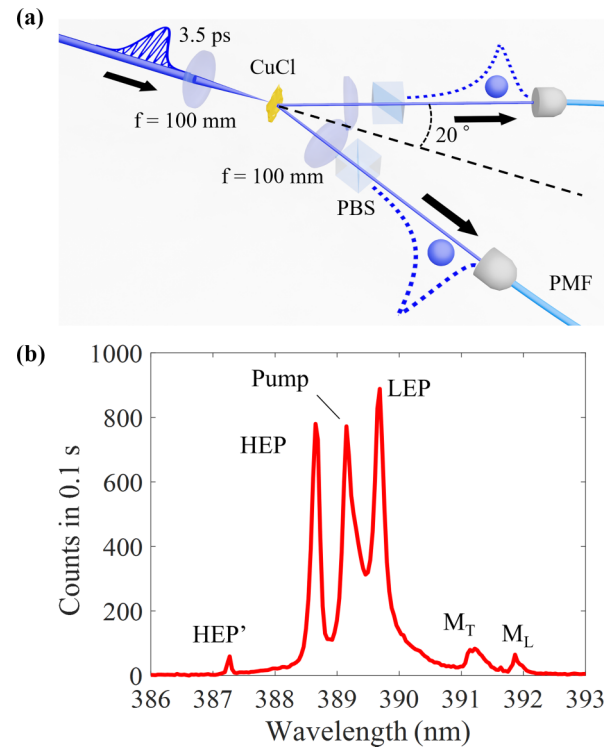 (a)
3.5 ps
CuCl
f = 100 mm
20 °
f = 100 mm
PBS
PMF
(b)
1000
Pump
LEP
800
HEP
600
Counts in 0.1 s
400
200
HEP’
M_T
M_L
0
386 387 388 389 390 391 392 393
Wavelength (nm)